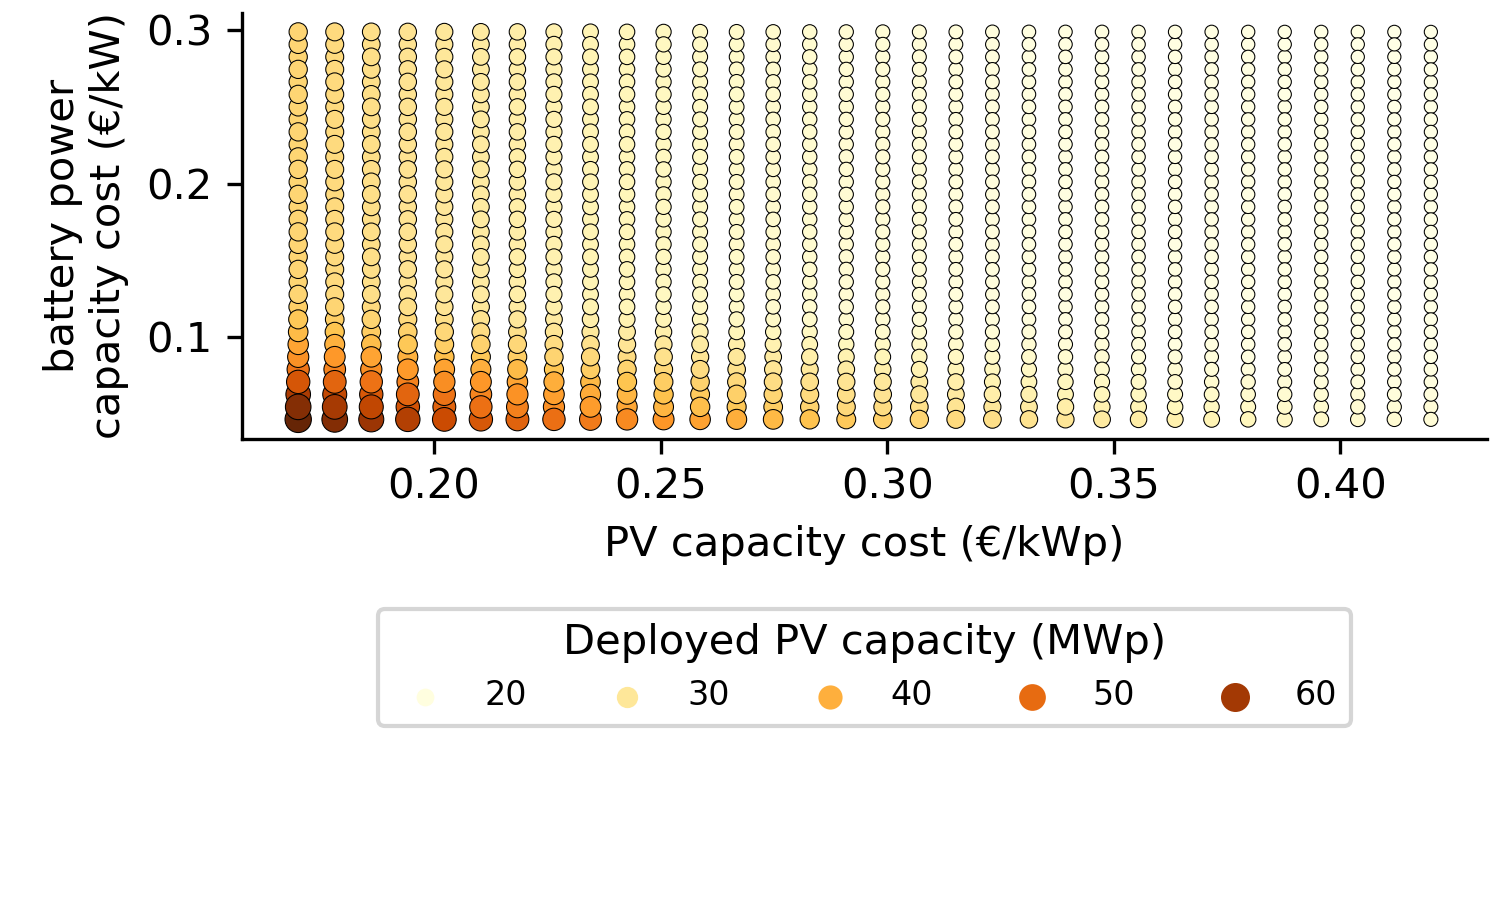 battery power
capacity cost (€/kW)
0.3
0.2
0.1
0.20 0.25 0.30 0.35 0.40
PV capacity cost (€/kWp)
Deployed PV capacity (MWp)
20 30 40 50 60